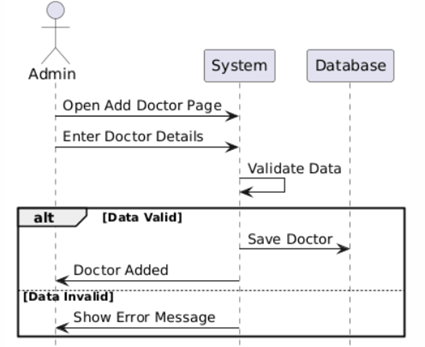 Admin
System
Database
Open Add Doctor Page
Enter Doctor Details
Validate Data
alt [Data Valid]
Save Doctor
Doctor Added
[Data Invalid]
Show Error Message